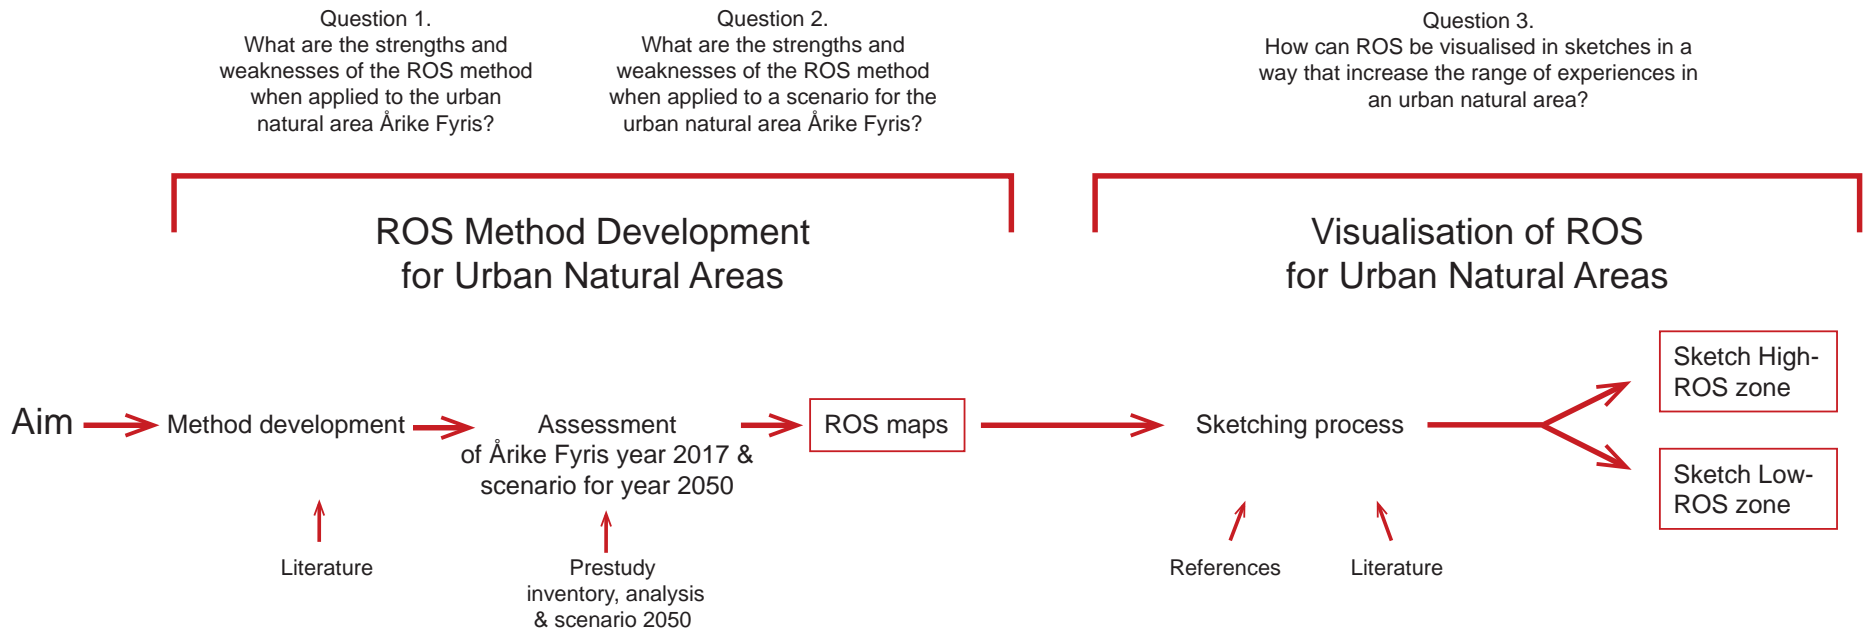 Question 1.
What are the strengths and
weaknesses of the ROS method
when applied to the urban
natural area Årike Fyris?
Question 2.
What are the strengths and
weaknesses of the ROS method
when applied to a scenario for the
urban natural area Årike Fyris?
Question 3.
How can ROS be visualised in sketches in a
way that increase the range of experiences in
an urban natural area?
ROS Method Development
for Urban Natural Areas
Visualisation of ROS
for Urban Natural Areas
Aim
Method development
Assessment
of Årike Fyris year 2017 &
scenario for year 2050
ROS maps
Sketching process
Sketch High-
ROS zone
Sketch Low-
ROS zone
Literature
Prestudy
inventory, analysis
& scenario 2050
References
Literature